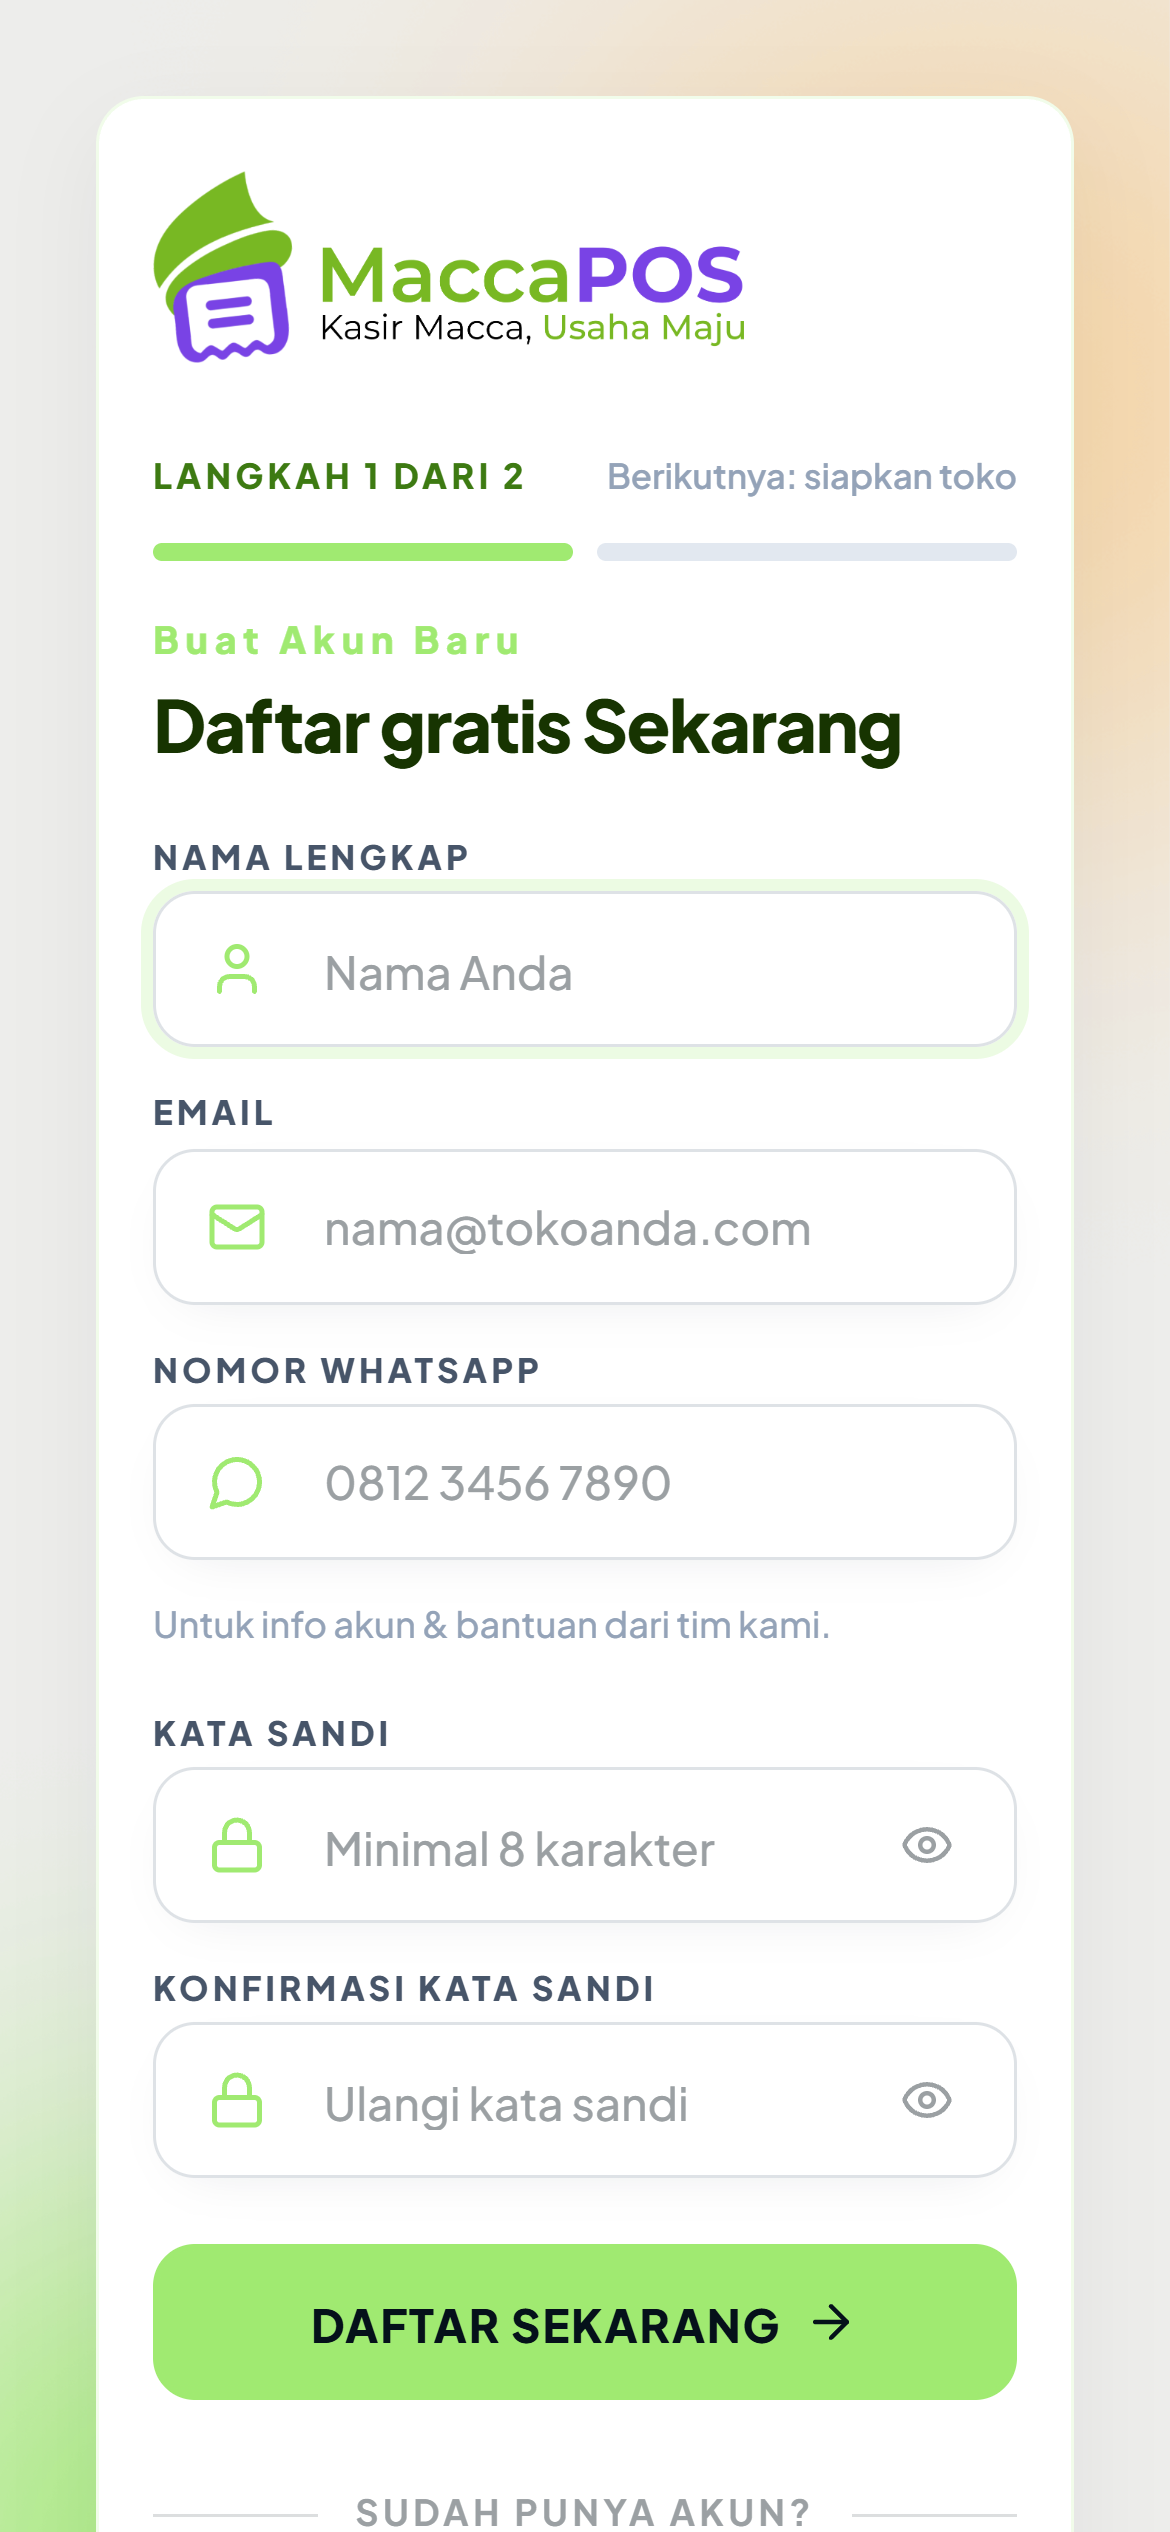 MaccaPOS
Kasir Macca, Usaha Maju
LANGKAH 1 DARI 2
Berikutnya: siapkan toko
Buat Akun Baru
Daftar gratis Sekarang
NAMA LENGKAP
Nama Anda
EMAIL
nama@tokoanda.com
NOMOR WHATSAPP
0812 3456 7890
Untuk info akun & bantuan dari tim kami.
KATA SANDI
Minimal 8 karakter
KONFIRMASI KATA SANDI
Ulangi kata sandi
DAFTAR SEKARANG
SUDAH PUNYA AKUN?